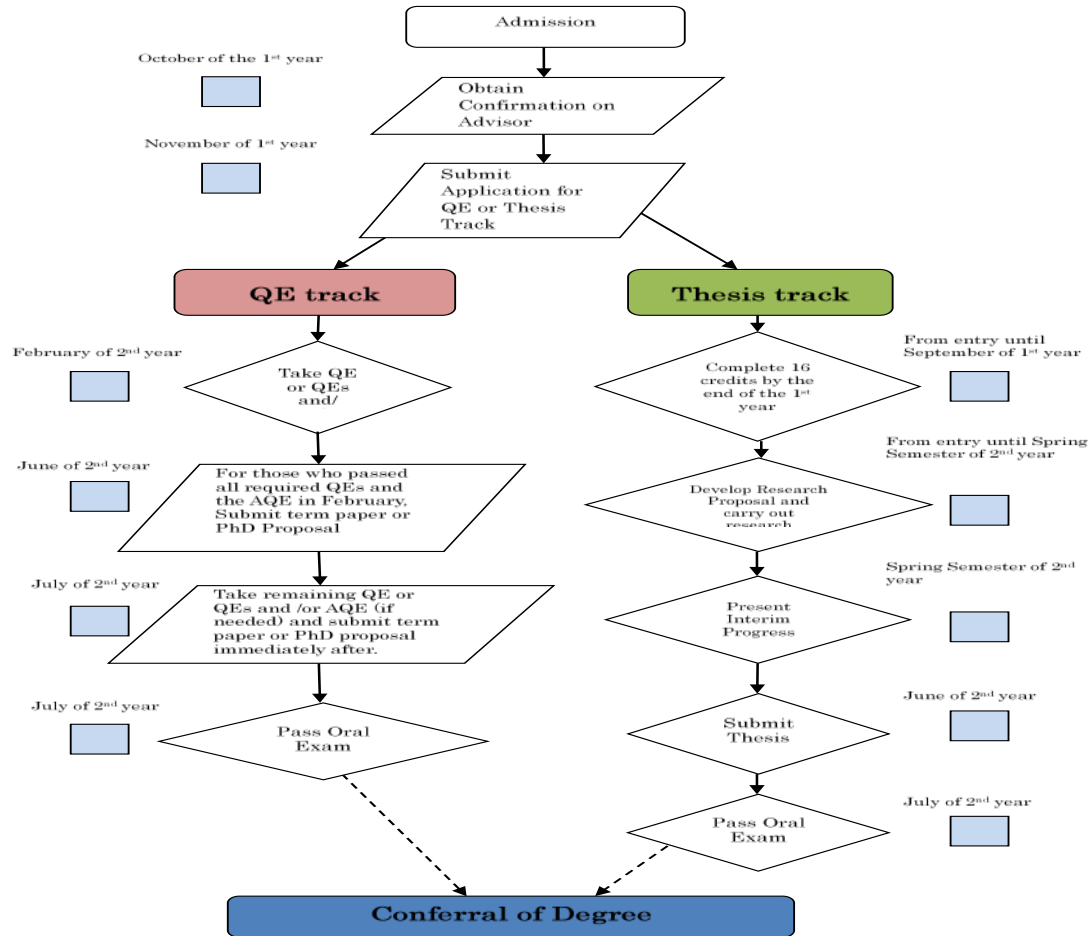 Admission
October of the 1st year
Obtain
Confirmation on
Advisor
November of 1st year
Submit
Application for
QE or Thesis
Track
QE track
Thesis track
February of 2nd year
Take QE
or QEs
and/
From entry until
September of 1st year
Complete 16
credits by the
end of the 1st
year
June of 2nd year
For those who passed
all required QEs and
the AQE in February,
Submit term paper or
PhD Proposal
From entry until Spring
Semester of 2nd year
Develop Research
Proposal and
carry out
research
July of 2nd year
Take remaining QE or
QEs and /or AQE (if
needed) and submit term
paper or PhD proposal
immediately after.
Spring Semester of 2nd
year
Present
Interim
Progress
July of 2nd year
Pass Oral
Exam
June of 2nd year
Submit
Thesis
July of 2nd year
Pass Oral
Exam
Conferral of Degree